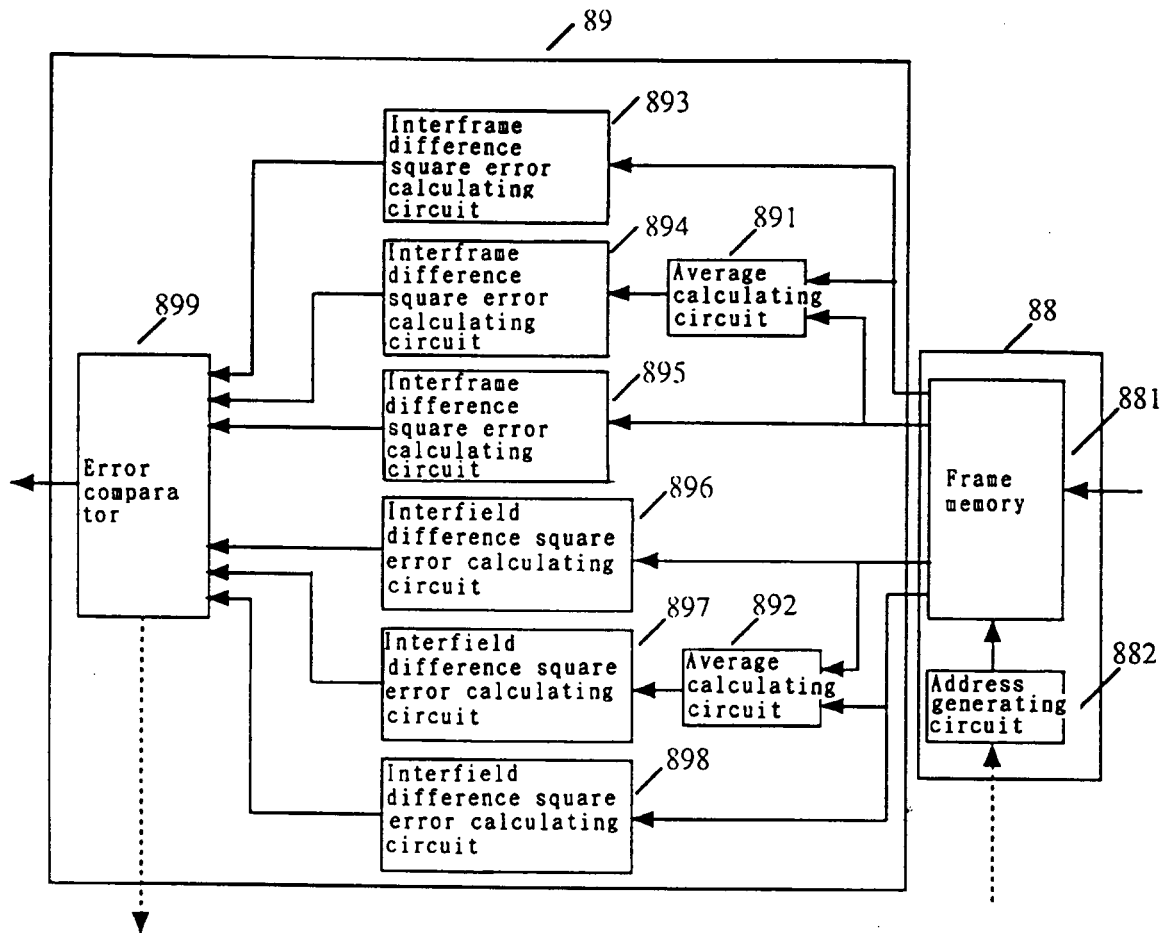 89
893
Interframe
difference
square error
calculating
circuit
894
Interframe
difference
square error
calculating
circuit
891
Average
calculating
circuit
899
Error
compara
tor
895
Interframe
difference
square error
calculating
circuit
88
881
Frame
memory
896
Interfield
difference square
error calculating
circuit
897
Interfield
difference square
error calculating
circuit
892
Average
calculating
circuit
882
Address
generating
circuit
898
Interfield
difference square
error calculating
circuit